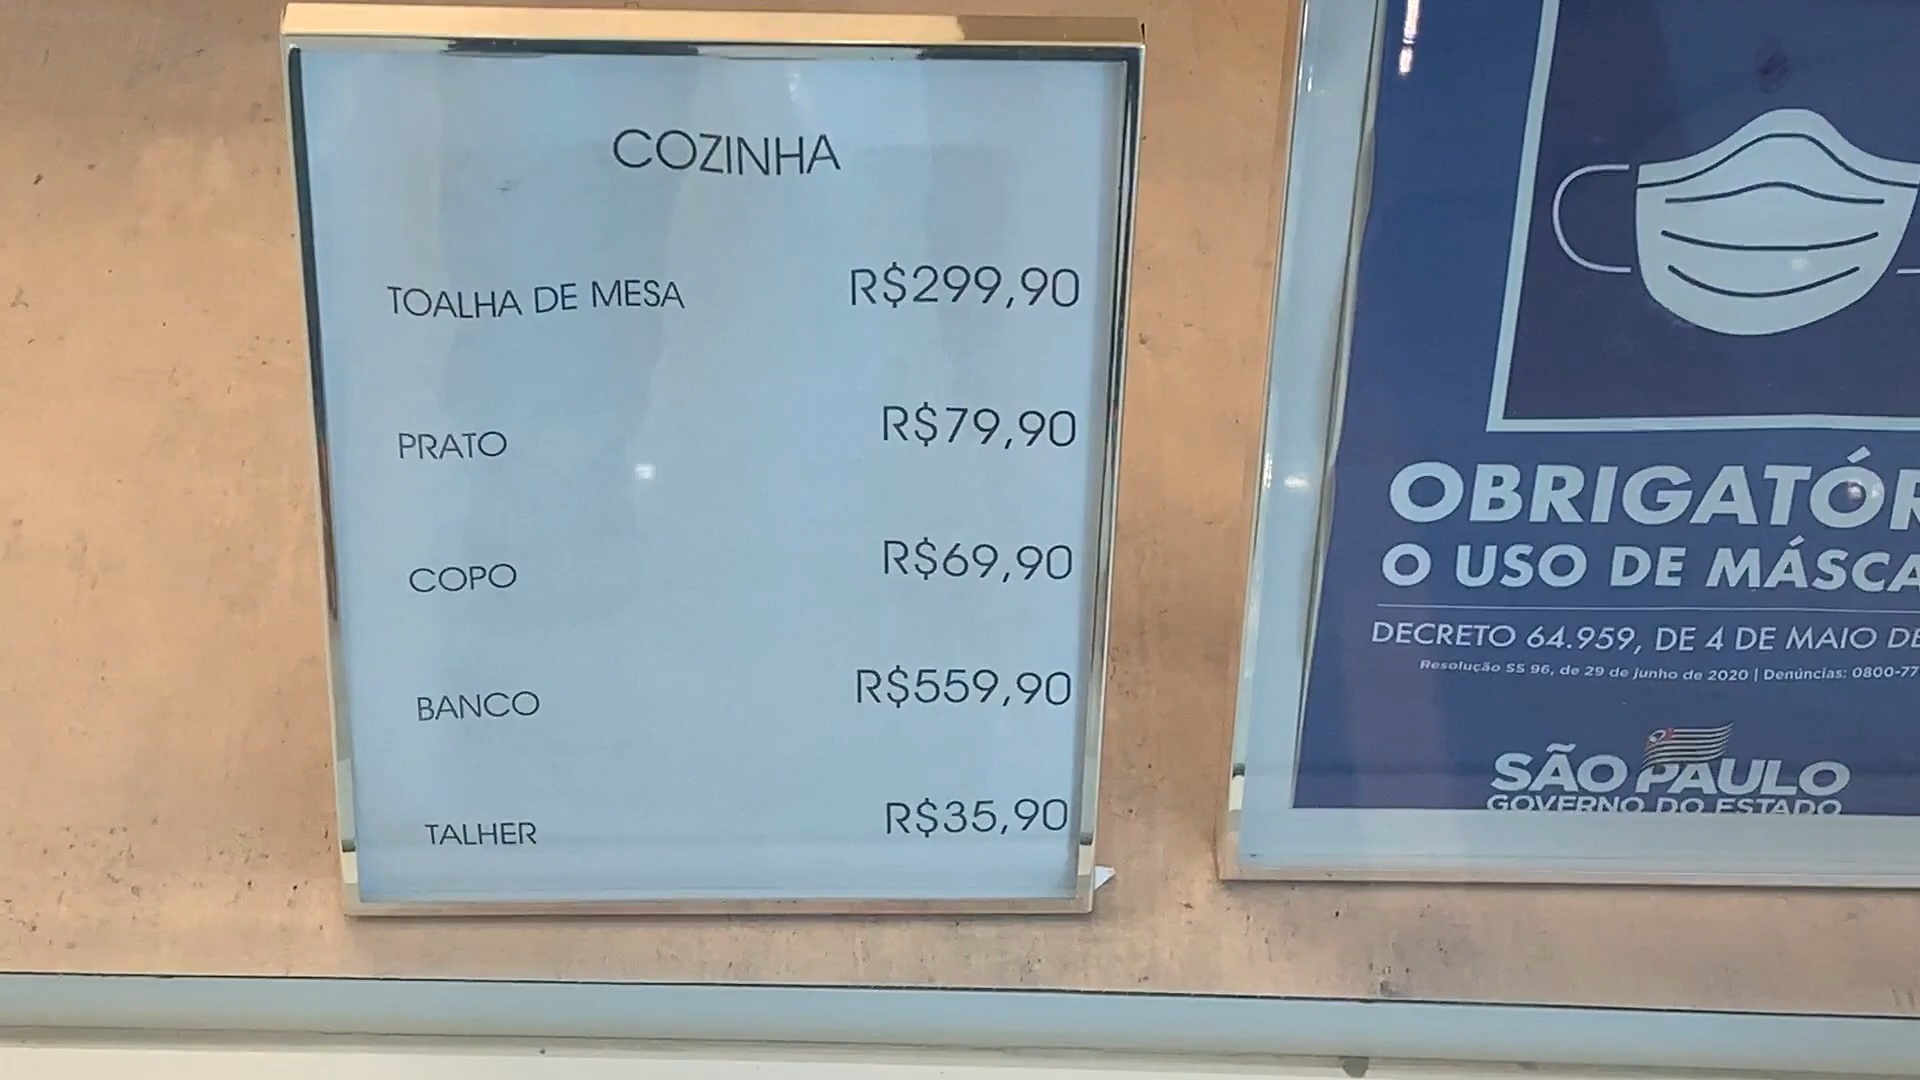 COZINHA
TOALHA DE MESA R$299,90
PRATO R$79,90
COPO R$69,90
BANCO R$559,90
TALHER R$35,90
OBRIGATÓR
O USO DE MÁSCA
DECRETO 64.959, DE 4 DE MAIO DE
Resolução SS 96, de 29 de junho de 2020 | Denúncias: 0800-77
SÃO PAULO
GOVERNO DO ESTADO